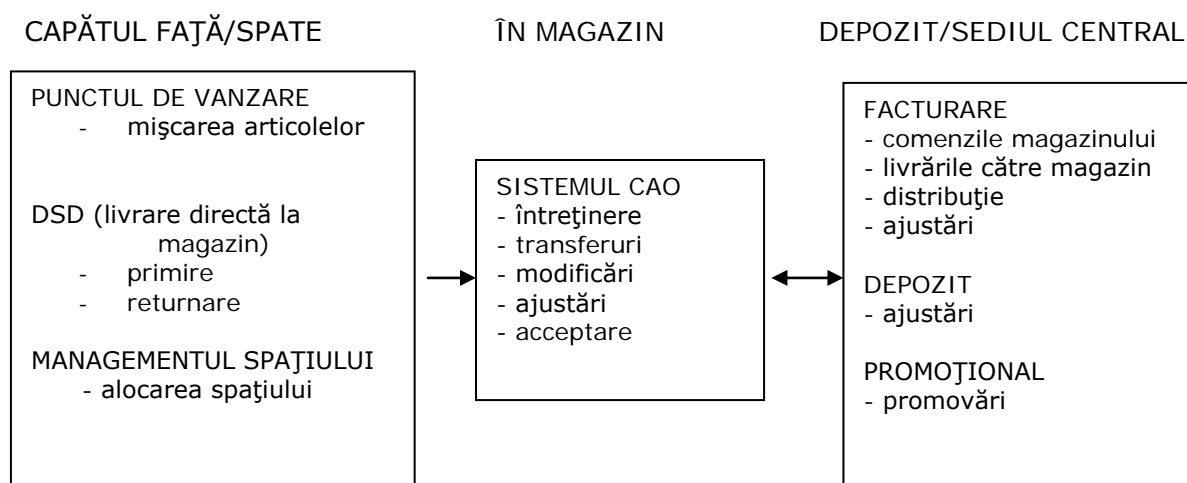 CAPĂTUL FAŢĂ/SPATE
PUNCTUL DE VANZARE
- mişcarea articolelor
DSD (livrare directă la
magazin)
- primire
- returnare
MANAGEMENTUL SPAŢIULUI
- alocarea spaţiului
ÎN MAGAZIN
SISTEMUL CAO
- întreţinere
- transferuri
- modificări
- ajustări
- acceptare
DEPOZIT/SEDIUL CENTRAL
FACTURARE
- comenzile magazinului
- livrările către magazin
- distribuţie
- ajustări
DEPOZIT
- ajustări
PROMOŢIONAL
- promovări